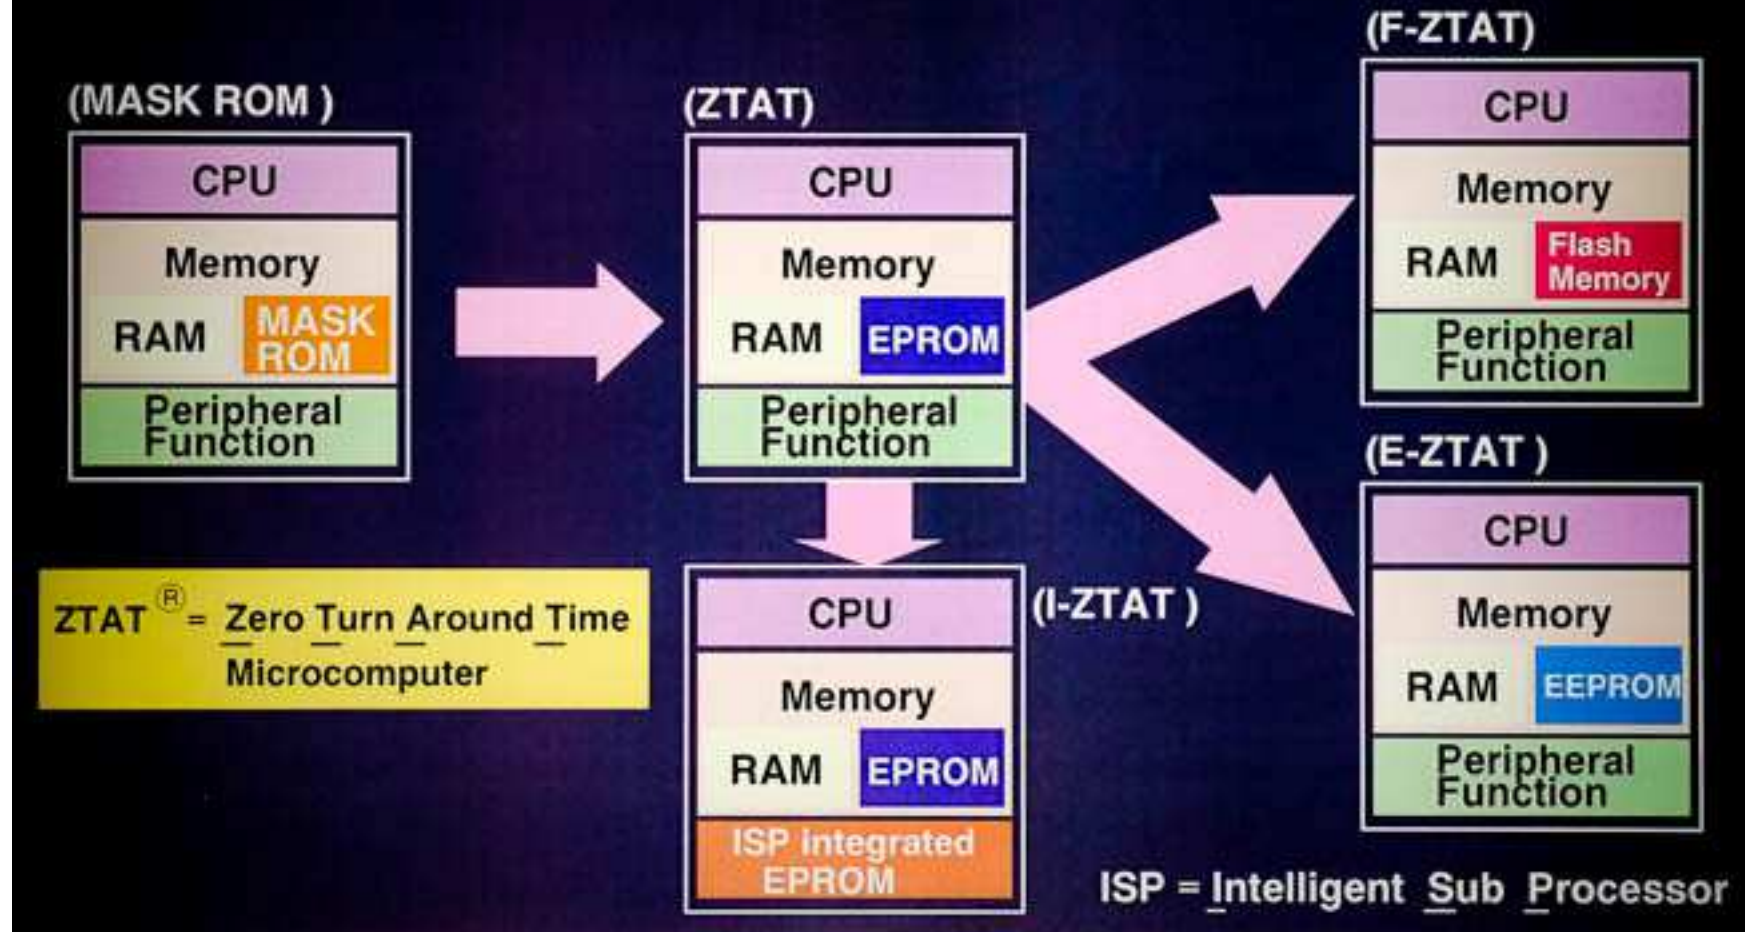 (MASK ROM )
CPU
Memory
RAM
MASK
ROM
Peripheral
Function
(ZTAT)
CPU
Memory
RAM
EPROM
Peripheral
Function
(F-ZTAT)
CPU
Memory
RAM
Flash
Memory
Peripheral
Function
(E-ZTAT )
CPU
Memory
RAM
EEPROM
Peripheral
Function
(I-ZTAT )
CPU
Memory
RAM
EPROM
ISP integrated
EPROM
ZTAT ® = Zero Turn Around Time
Microcomputer
ISP = Intelligent Sub Processor